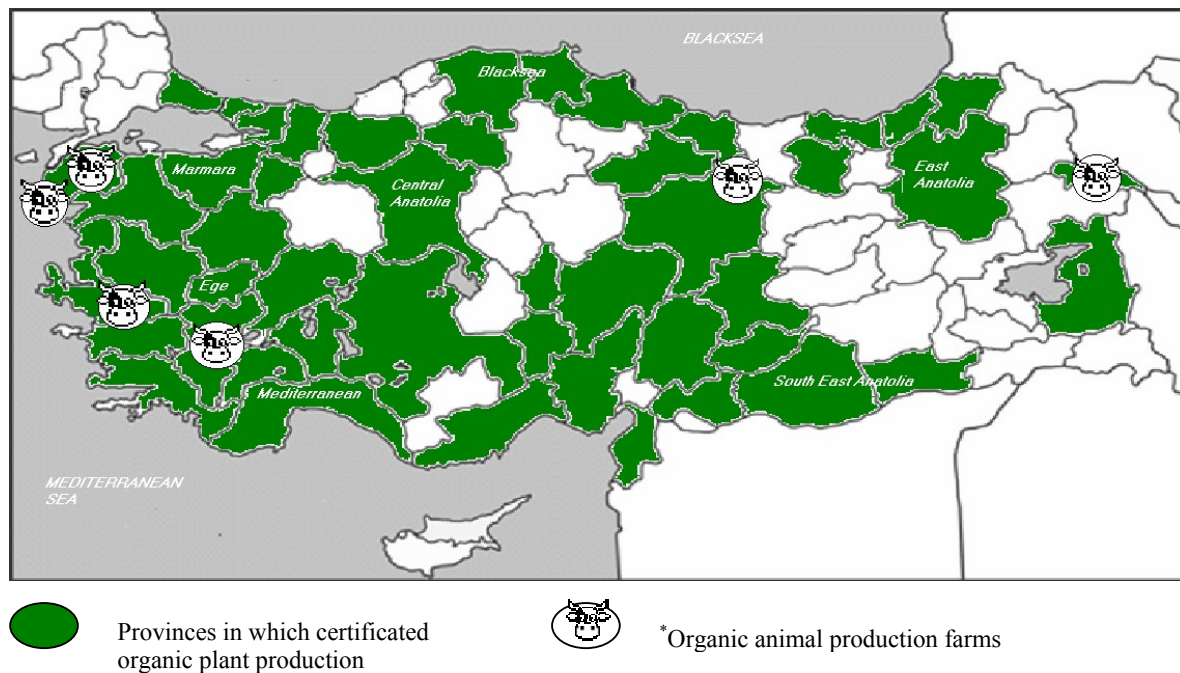 BLACKSEA
Blacksea
Marmara
East
Anatolia
Central
Anatolia
Ege
South East Anatolia
Mediterranean
MEDITERRANEAN
SEA
Provinces in which certificated
organic plant production
*Organic animal production farms